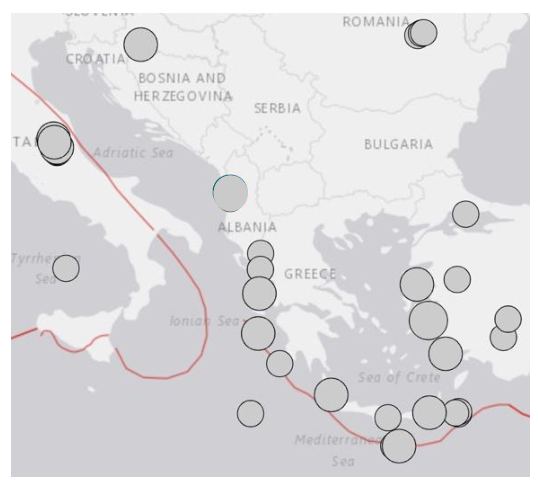 SLOVENIA
ROMANIA
CROATIA
BOSNIA AND
HERZEGOVINA
SERBIA
BULGARIA
TA
Adriatic Sea
ALBANIA
Tyrrhe
Sea
GREECE
Ionian Sea
Sea of Crete
Mediterranea
Sea